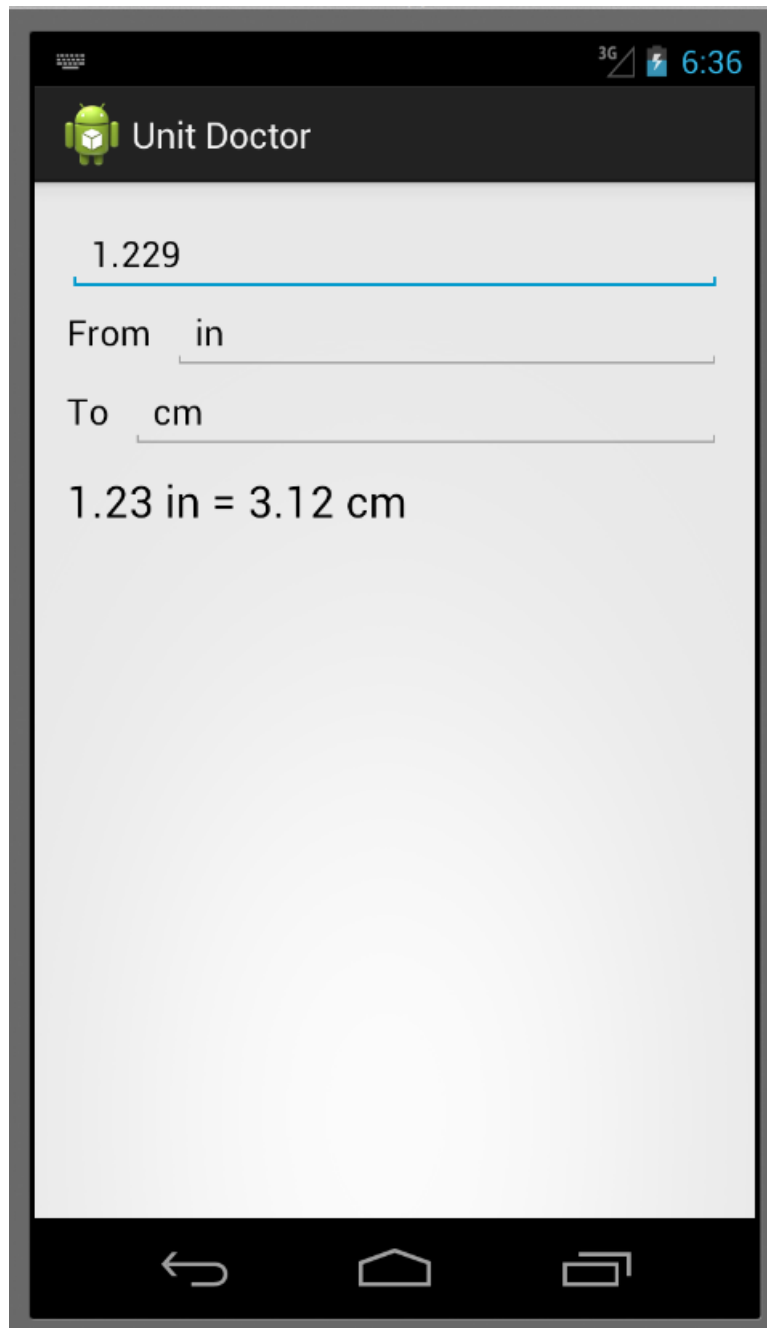 3G 6:36
Unit Doctor
1.229
From in
To cm
1.23 in = 3.12 cm